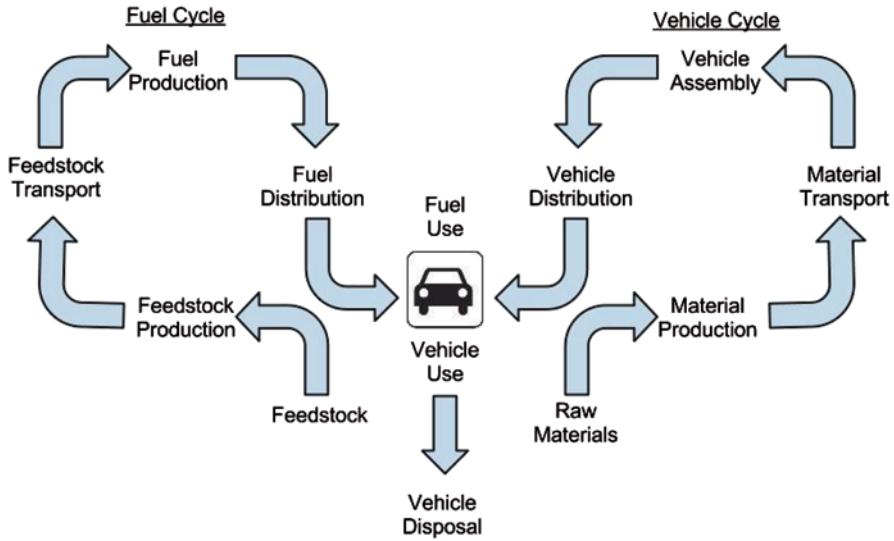 Fuel Cycle
Vehicle Cycle
Fuel
Production
Vehicle
Assembly
Feedstock
Transport
Fuel
Distribution
Fuel
Use
Vehicle
Distribution
Material
Transport
Feedstock
Production
Material
Production
Vehicle
Use
Feedstock
Raw
Materials
Vehicle
Disposal